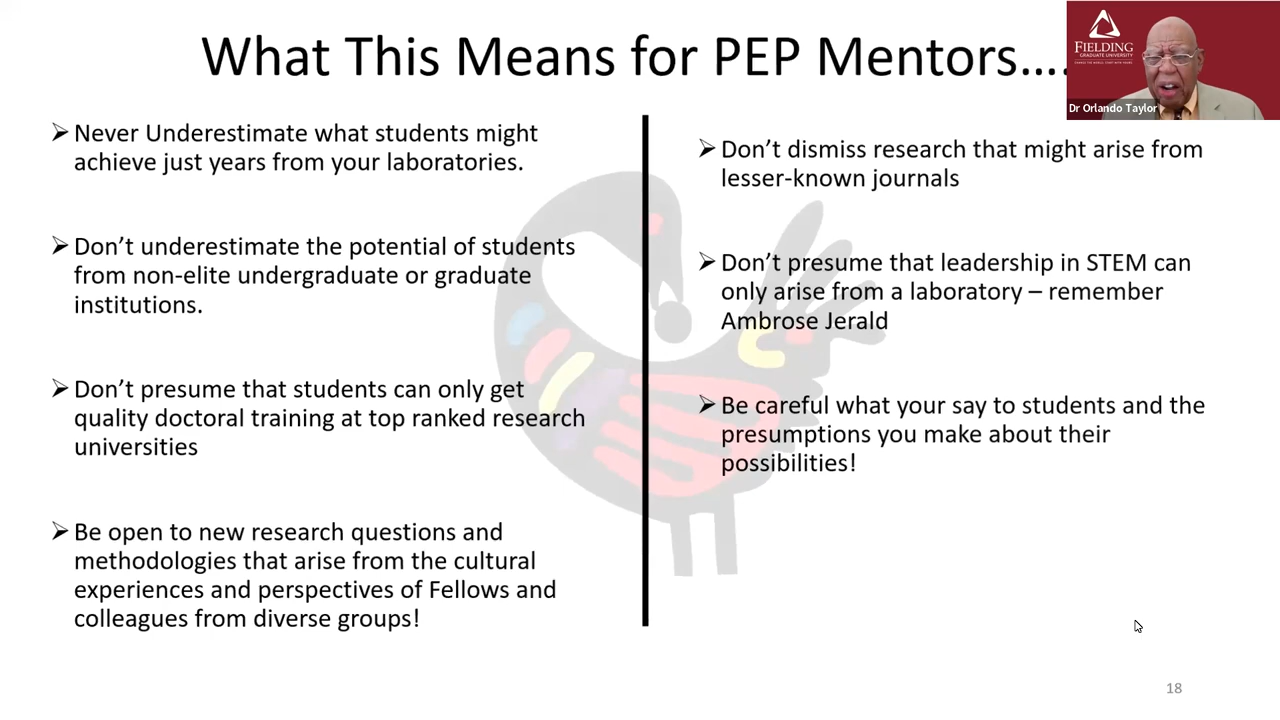 What This Means for PEP Mentors….
FIELDING
GRADUATE UNIVERSITY
Dr Orlando Taylor
➢Never Underestimate what students might
achieve just years from your laboratories.
➢Don’t underestimate the potential of students
from non-elite undergraduate or graduate
institutions.
➢Don’t presume that students can only get
quality doctoral training at top ranked research
universities
➢Be open to new research questions and
methodologies that arise from the cultural
experiences and perspectives of Fellows and
colleagues from diverse groups!
➢Don’t dismiss research that might arise from
lesser-known journals
➢Don’t presume that leadership in STEM can
only arise from a laboratory – remember
Ambrose Jerald
➢Be careful what your say to students and the
presumptions you make about their
possibilities!
18